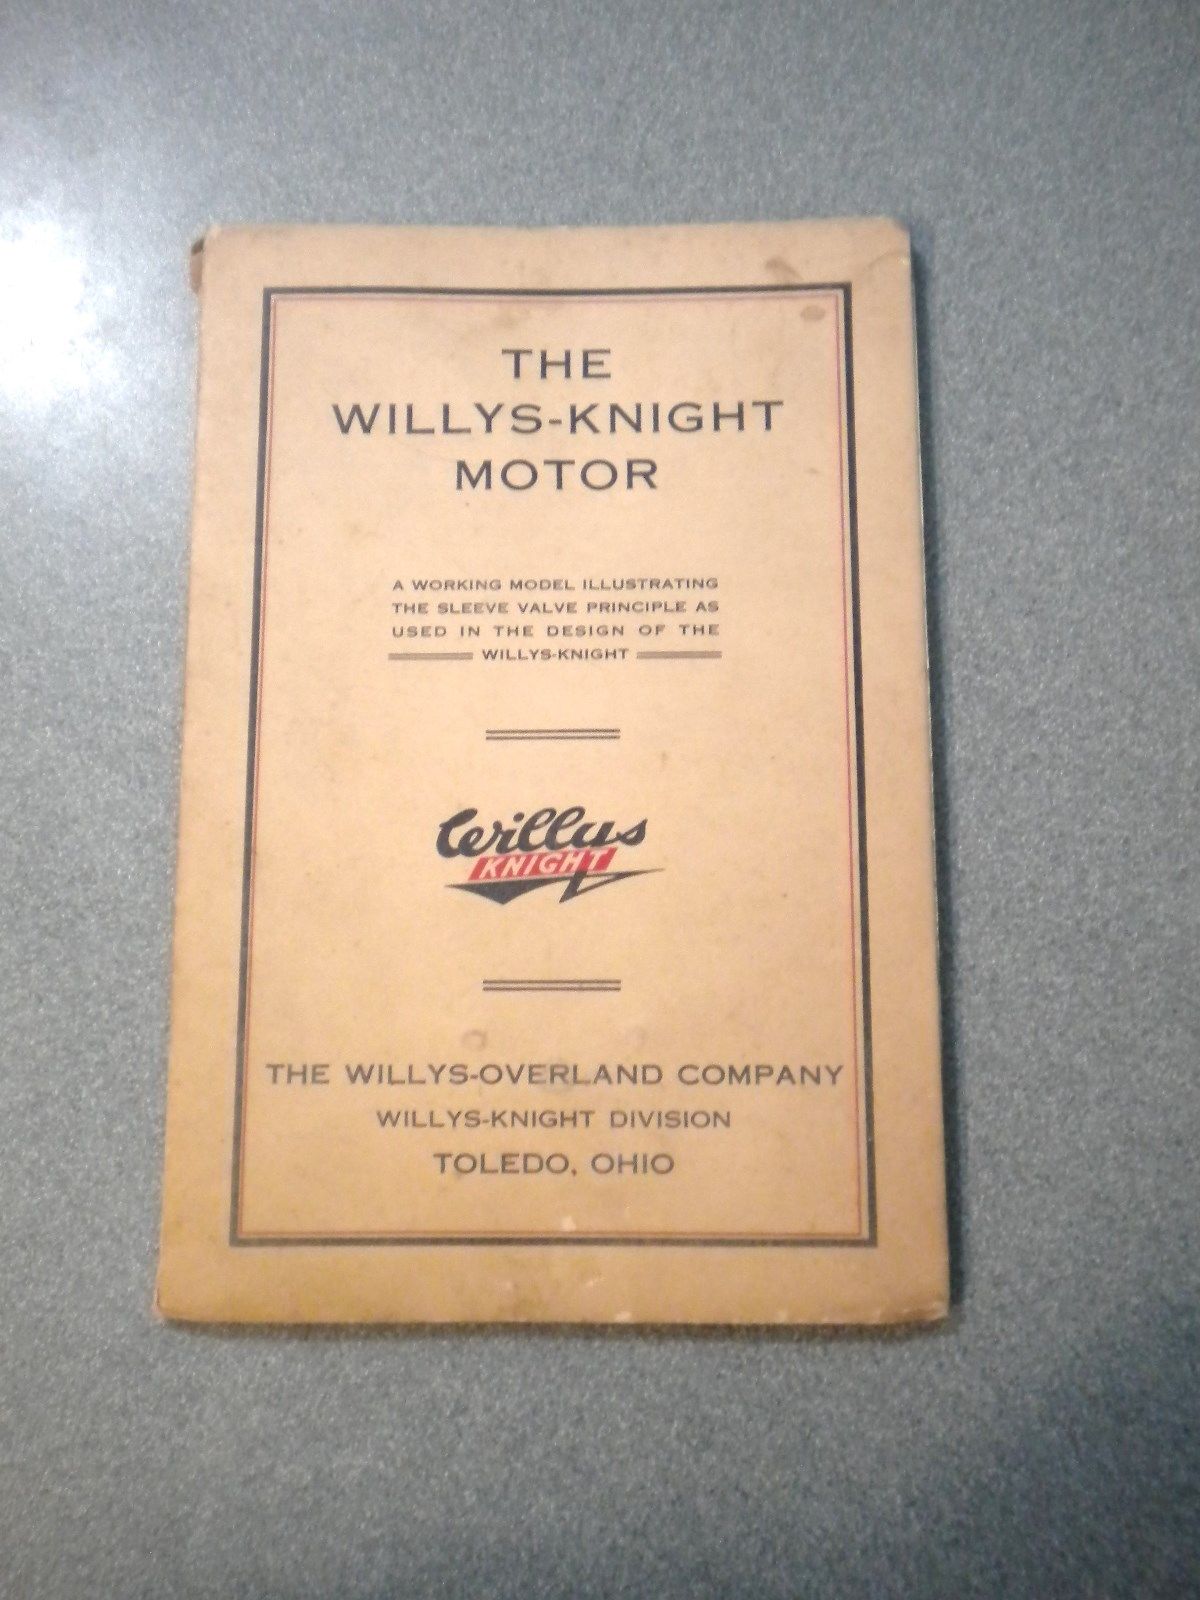 THE
WILLYS-KNIGHT
MOTOR
A WORKING MODEL ILLUSTRATING
THE SLEEVE VALVE PRINCIPLE AS
USED IN THE DESIGN OF THE
WILLYS-KNIGHT
Willys
KNIGHT
THE WILLYS-OVERLAND COMPANY
WILLYS-KNIGHT DIVISION
TOLEDO, OHIO